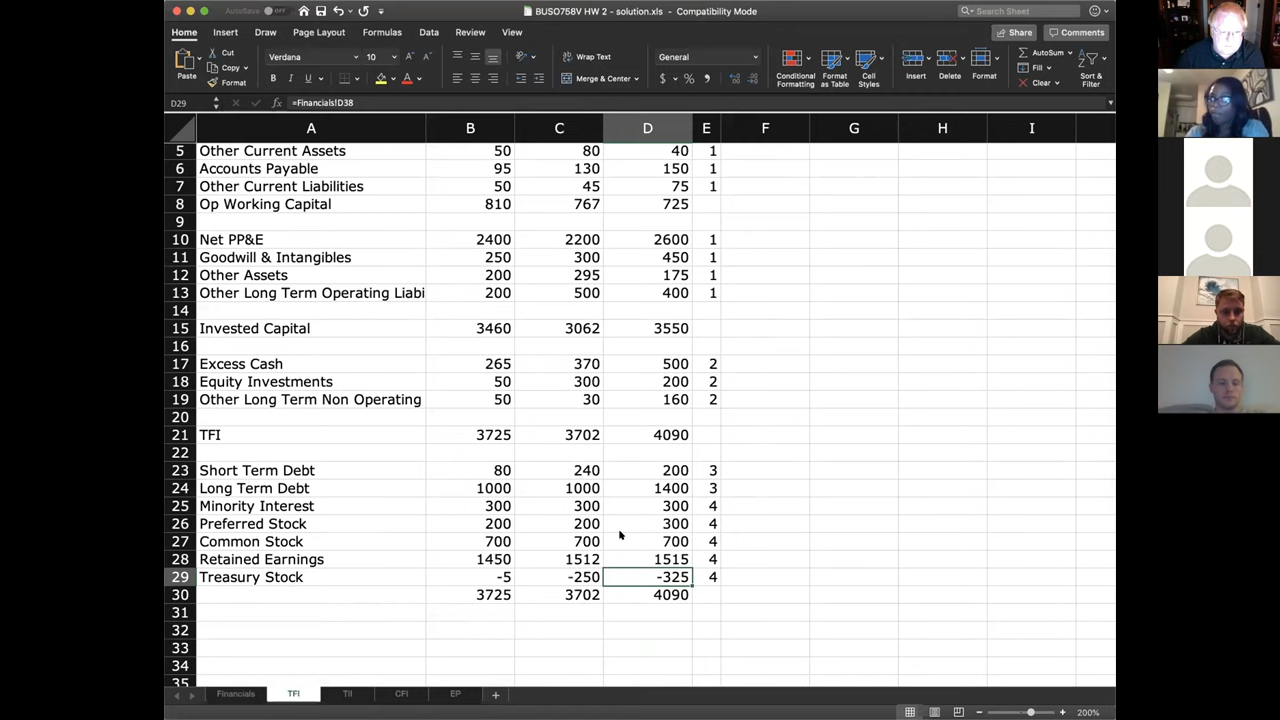 AutoSave OFF BUSO758V HW 2 - solution.xls - Compatibility Mode Search Sheet
Home Insert Draw Page Layout Formulas Data Review View Share Comments
Paste Cut Copy Format Verdana 10 Wrap Text General Conditional Formatting Format as Table Cell Styles Insert Delete Format AutoSum Fill Clear Sort & Filter
B I U A Merge & Center $ % 
D29 fx =Financials!D38
A B C D E F G H I
5 Other Current Assets 50 80 40 1
6 Accounts Payable 95 130 150 1
7 Other Current Liabilities 50 45 75 1
8 Op Working Capital 810 767 725
9
10 Net PP&E 2400 2200 2600 1
11 Goodwill & Intangibles 250 300 450 1
12 Other Assets 200 295 175 1
13 Other Long Term Operating Liabi 200 500 400 1
14
15 Invested Capital 3460 3062 3550
16
17 Excess Cash 265 370 500 2
18 Equity Investments 50 300 200 2
19 Other Long Term Non Operating 50 30 160 2
20
21 TFI 3725 3702 4090
22
23 Short Term Debt 80 240 200 3
24 Long Term Debt 1000 1000 1400 3
25 Minority Interest 300 300 300 4
26 Preferred Stock 200 200 300 4
27 Common Stock 700 700 700 4
28 Retained Earnings 1450 1512 1515 4
29 Treasury Stock -5 -250 -325 4
30 3725 3702 4090
31
32
33
34
35
Financials TFI TII CFI EP +
200%